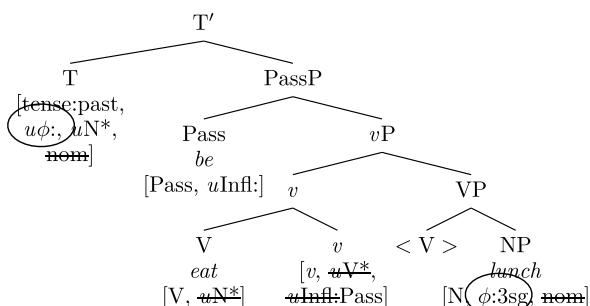 T′
T PassP
[tense:past,
uϕ:, uN*,
nom]
Pass vP
be
[Pass, uInfl:] v VP
V v < V > NP
eat [v, uV*, lunch
[V, uN*] uInfl:Pass] [N, ϕ:3sg, nom]